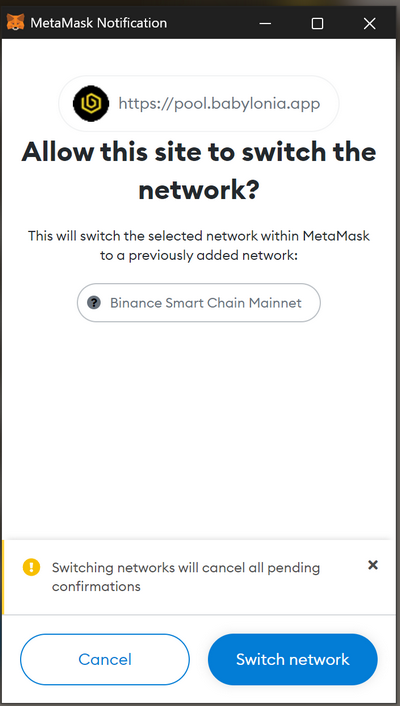 MetaMask Notification
https://pool.babylonia.app
Allow this site to switch the
network?
This will switch the selected network within MetaMask
to a previously added network:
? Binance Smart Chain Mainnet
! Switching networks will cancel all pending
confirmations
Cancel
Switch network